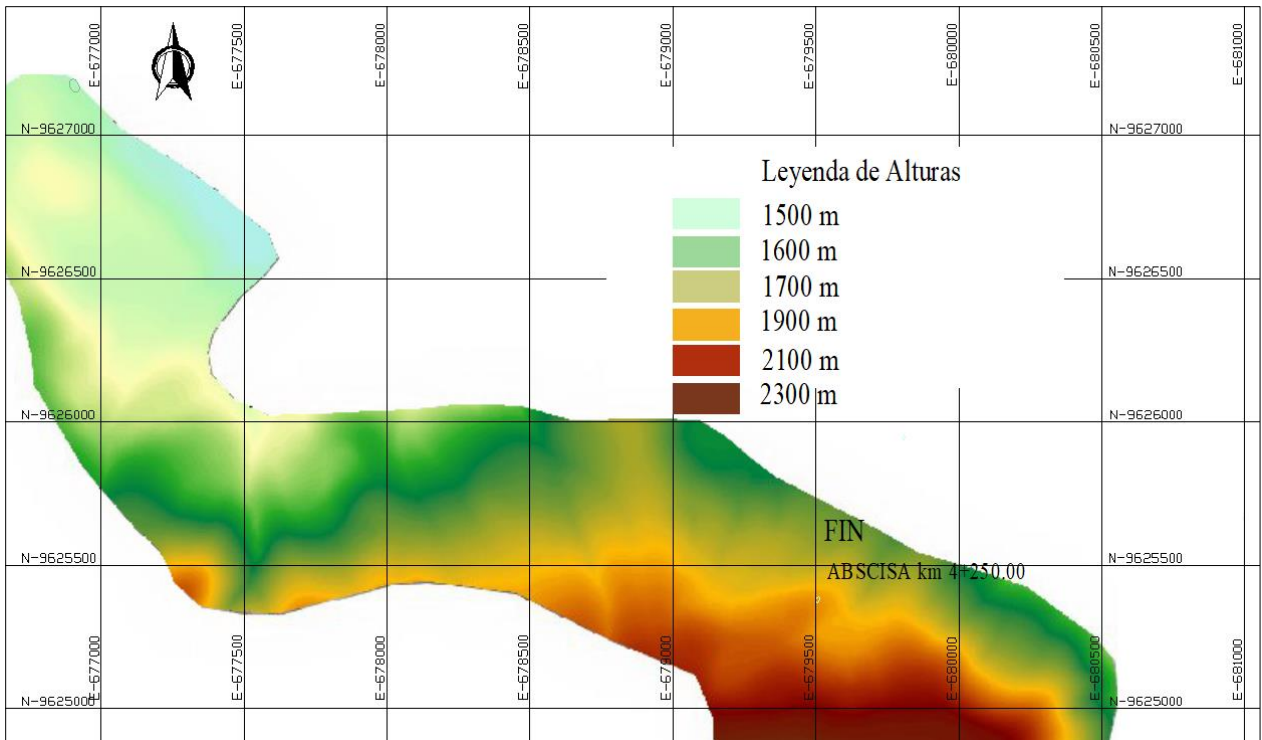 E-677000
E-677500
E-678000
E-678500
E-679000
E-679500
E-680000
E-680500
E-681000
N-9627000
N-9627000
Leyenda de Alturas
1500 m
1600 m
1700 m
1900 m
2100 m
2300 m
N-9626500
N-9626500
N-9626000
N-9626000
FIN
ABSCISA km 4+250.00
N-9625500
N-9625500
E-677000
E-677500
E-678000
E-678500
E-679000
E-679500
E-680000
E-680500
E-681000
N-9625000
N-9625000